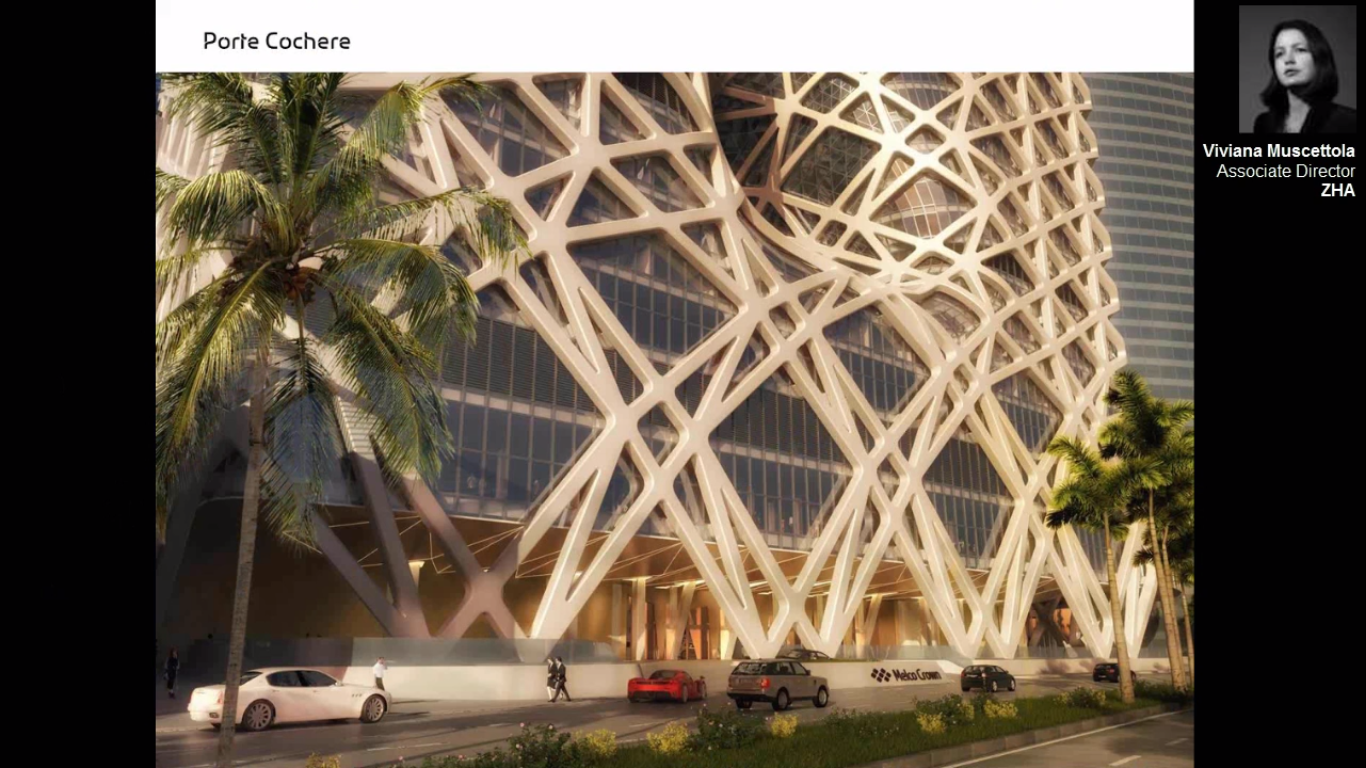 Porte Cochere
Viviana Muscettola
Associate Director
ZHA
Melco Crown